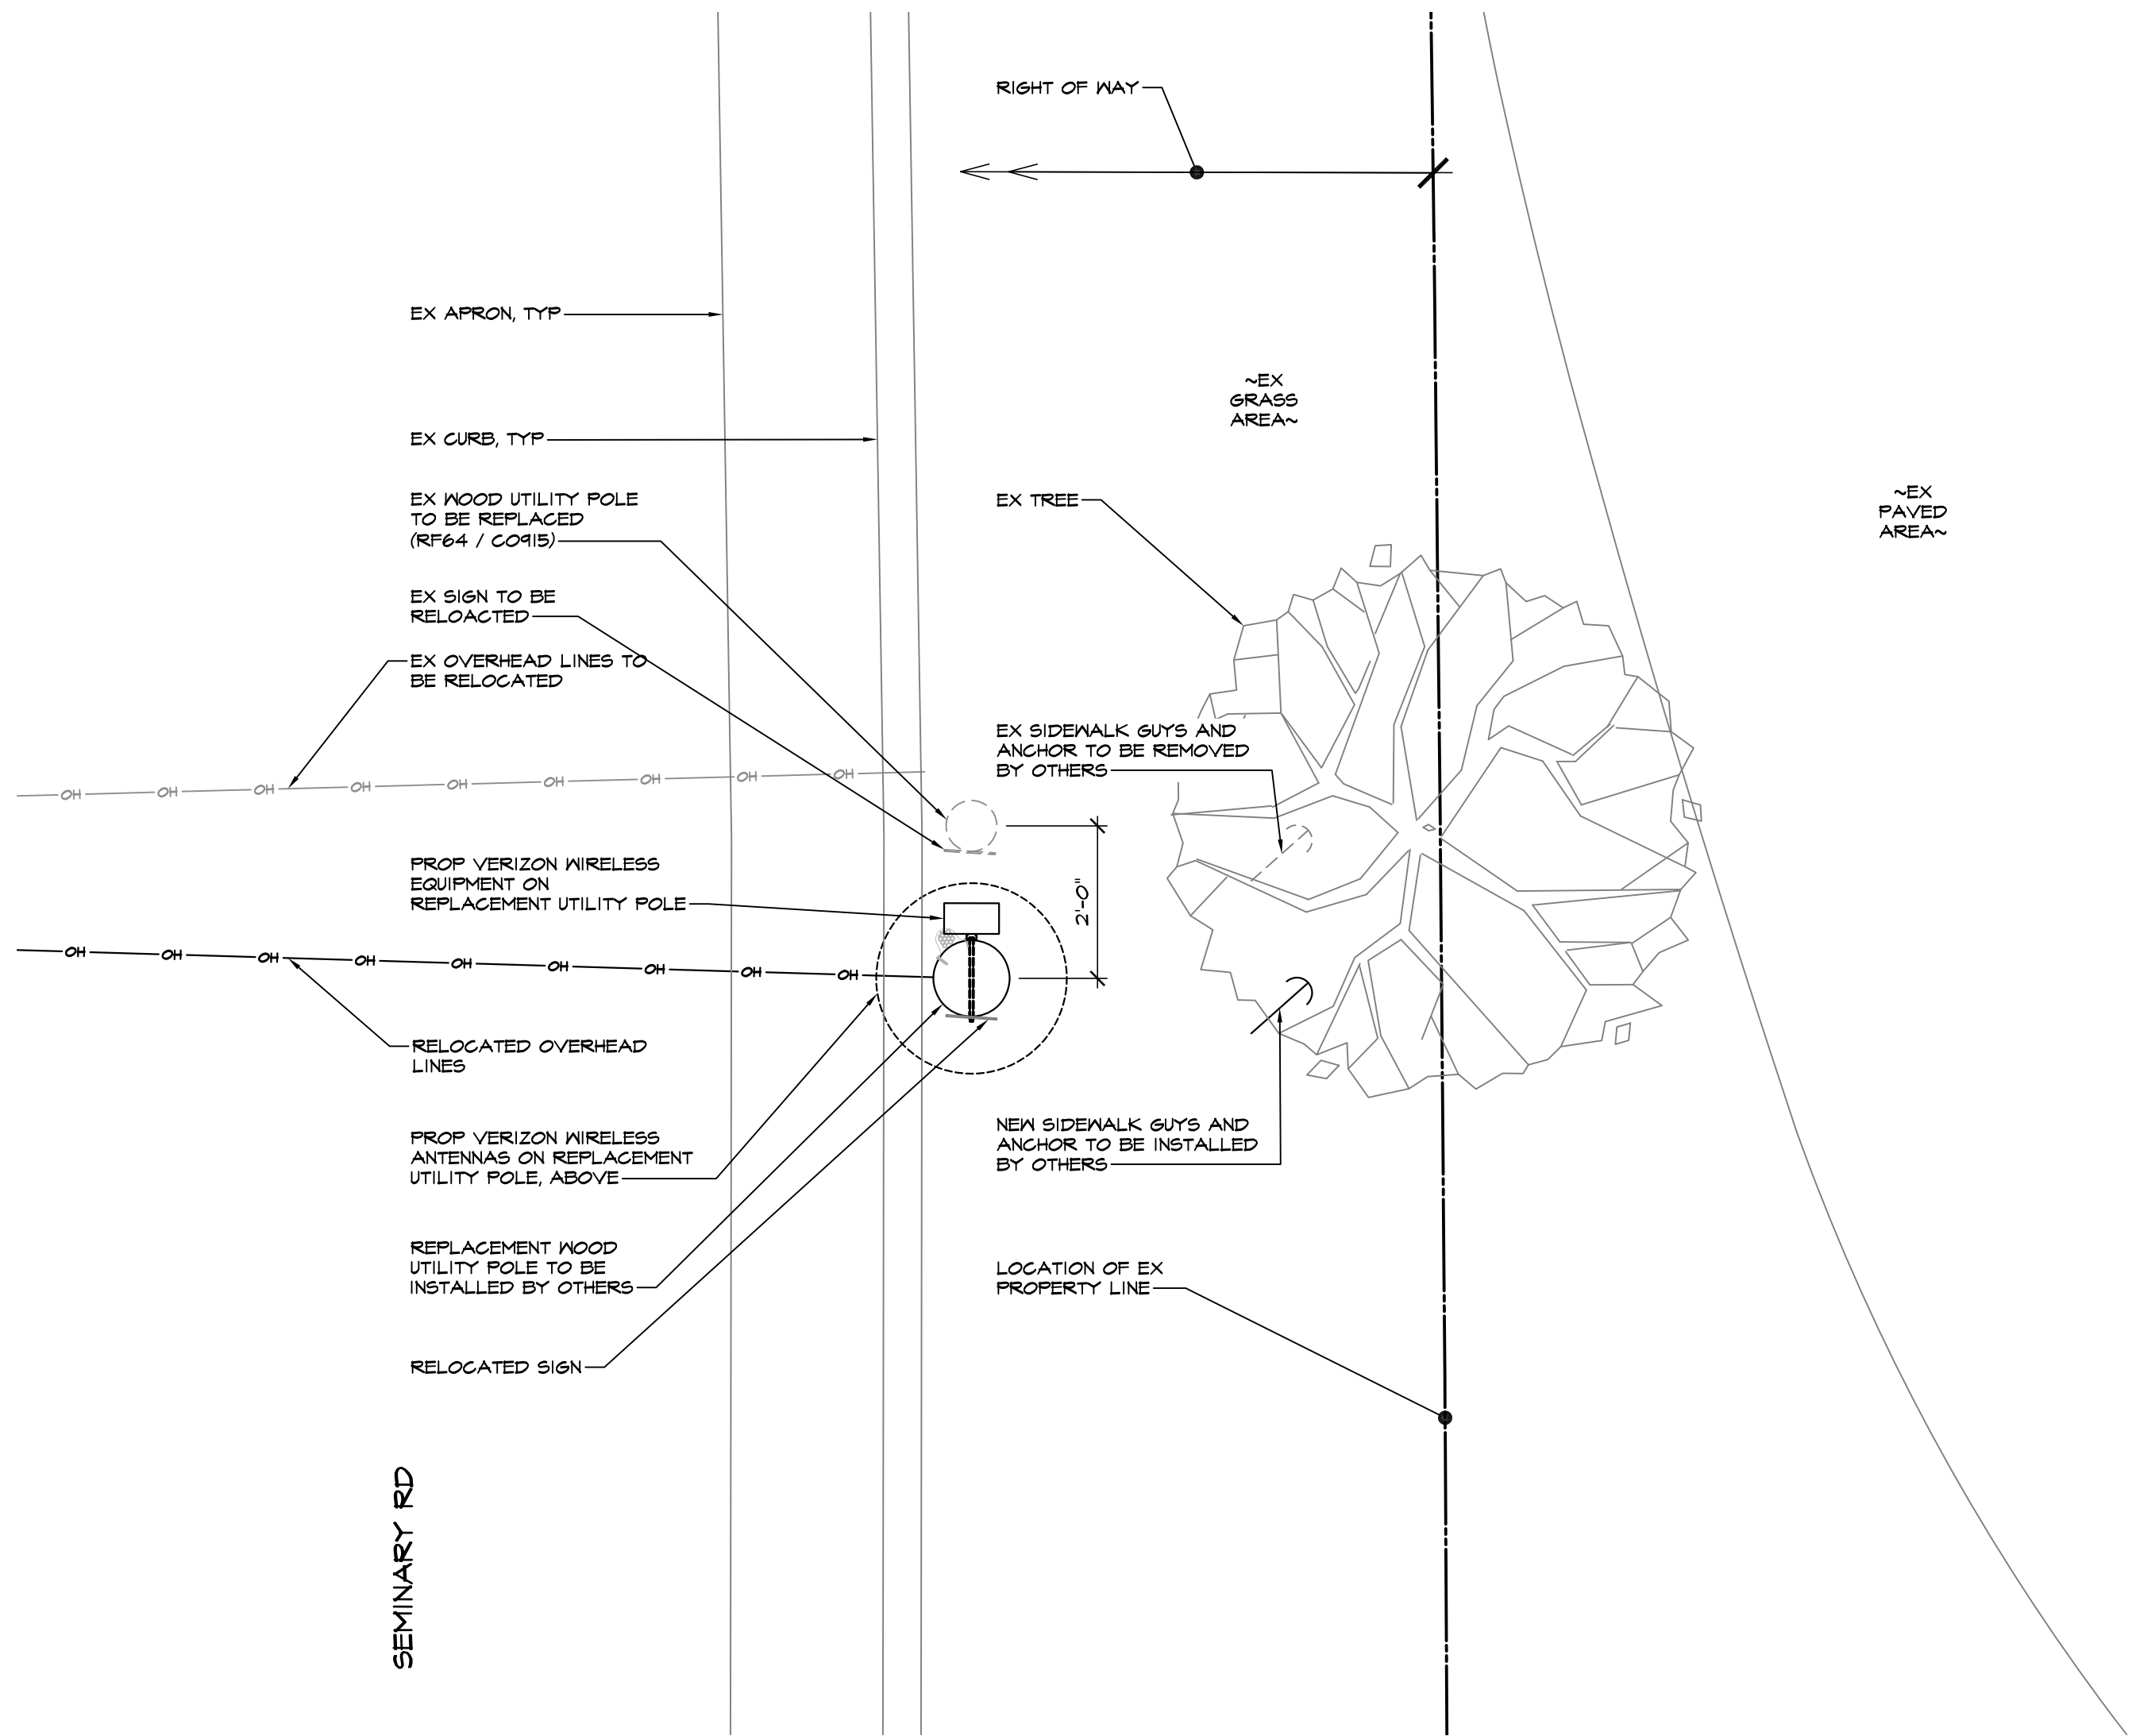 RIGHT OF WAY
EX APRON, TYP
~EX
GRASS
AREA~
EX CURB, TYP
EX WOOD UTILITY POLE
TO BE REPLACED
(RF64 / C0915)
EX TREE
~EX
PAVED
AREA~
EX SIGN TO BE
RELOACTED
EX OVERHEAD LINES TO
BE RELOCATED
EX SIDEWALK GUYS AND
ANCHOR TO BE REMOVED
BY OTHERS
OH OH OH OH OH OH OH OH OH
PROP VERIZON WIRELESS
EQUIPMENT ON
REPLACEMENT UTILITY POLE
2'-0"
OH OH OH OH OH OH OH OH OH
RELOCATED OVERHEAD
LINES
NEW SIDEWALK GUYS AND
ANCHOR TO BE INSTALLED
BY OTHERS
PROP VERIZON WIRELESS
ANTENNAS ON REPLACEMENT
UTILITY POLE, ABOVE
REPLACEMENT WOOD
UTILITY POLE TO BE
INSTALLED BY OTHERS
LOCATION OF EX
PROPERTY LINE
RELOCATED SIGN
SEMINARY RD